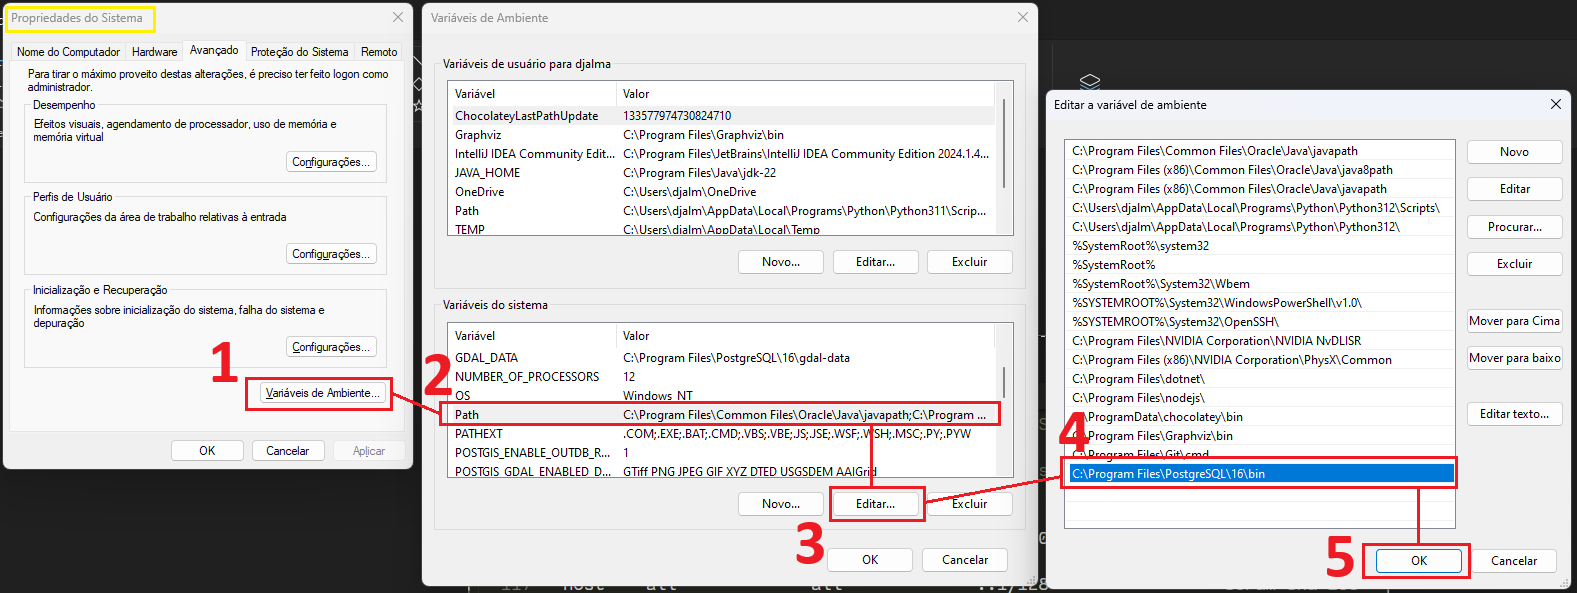 Propriedades do Sistema
Nome do Computador
Hardware
Avançado
Proteção do Sistema
Remoto
Para tirar o máximo proveito destas alterações, é preciso ter feito logon como
administrador.
Desempenho
Efeitos visuais, agendamento de processador, uso de memória e
memória virtual
Configurações...
Perfis de Usuário
Configurações da área de trabalho relativas à entrada
Configurações...
Inicialização e Recuperação
Informações sobre inicialização do sistema, falha do sistema e
depuração
Configurações...
1
Variáveis de Ambiente...
OK
Cancelar
Aplicar
Variáveis de Ambiente
Variáveis de usuário para djalma
Variável Valor
ChocolateyLastPathUpdate 133577974730824710
Graphviz C:\Program Files\Graphviz\bin
IntelliJ IDEA Community Edit... C:\Program Files\JetBrains\IntelliJ IDEA Community Edition 2024.1.4...
JAVA_HOME C:\Program Files\Java\jdk-22
OneDrive C:\Users\djalm\OneDrive
Path C:\Users\djalm\AppData\Local\Programs\Python\Python311\Scrip...
TEMP C:\Users\djalm\AppData\Local\Temp
Novo...
Editar...
Excluir
Variáveis do sistema
Variável Valor
GDAL_DATA C:\Program Files\PostgreSQL\16\gdal-data
NUMBER_OF_PROCESSORS 12
OS Windows_NT
2
Path C:\Program Files\Common Files\Oracle\Java\javapath;C:\Program ...
PATHEXT .COM;.EXE;.BAT;.CMD;.VBS;.VBE;.JS;.JSE;.WSF;.WSH;.MSC;.PY;.PYW
POSTGIS_ENABLE_OUTDB_R... 1
POSTGIS_GDAL_ENABLED_D... GTiff PNG JPEG GIF XYZ DTED USGSDEM AAIGrid
Novo...
Editar...
Excluir
3
OK
Cancelar
Editar a variável de ambiente
C:\Program Files\Common Files\Oracle\Java\javapath
C:\Program Files (x86)\Common Files\Oracle\Java\java8path
C:\Program Files (x86)\Common Files\Oracle\Java\javapath
C:\Users\djalm\AppData\Local\Programs\Python\Python312\Scripts\
C:\Users\djalm\AppData\Local\Programs\Python\Python312\
%SystemRoot%\system32
%SystemRoot%
%SystemRoot%\System32\Wbem
%SYSTEMROOT%\System32\WindowsPowerShell\v1.0\
%SYSTEMROOT%\System32\OpenSSH\
C:\Program Files\NVIDIA Corporation\NVIDIA NvDLISR
C:\Program Files (x86)\NVIDIA Corporation\PhysX\Common
C:\Program Files\dotnet\
C:\Program Files\nodejs\
C:\ProgramData\chocolatey\bin
C:\Program Files\Graphviz\bin
C:\Program Files\Git\cmd
4
C:\Program Files\PostgreSQL\16\bin
Novo
Editar
Procurar...
Excluir
Mover para Cima
Mover para baixo
Editar texto...
5
OK
Cancelar